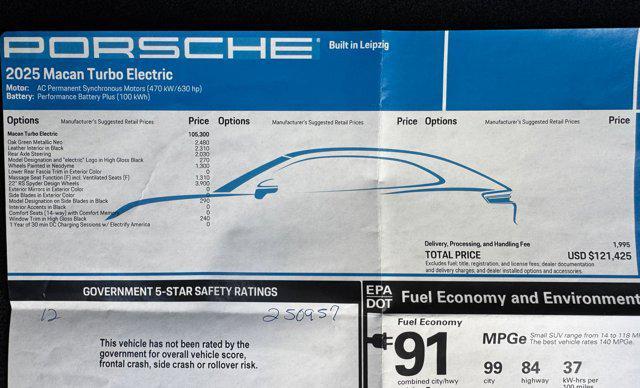 PORSCHE
Built in Leipzig
2025 Macan Turbo Electric
Motor: AC Permanent Synchronous Motors (470 kW/630 hp)
Battery: Performance Battery Plus (100 kWh)
Options Manufacturer's Suggested Retail Prices Price Options Manufacturer's Suggested Retail Prices Price Options Manufacturer's Suggested Retail Prices Price
Macan Turbo Electric 105,300
Oak Green Metallic Neo 2,480
Leather Interior in Black 2,310
Rear Axle Steering 2,030
Model Designation and "electric" Logo in High Gloss Black 270
Wheels Painted in Neodyme 1,300
Lower Rear Fascia Trim in Exterior Color 0
Massage Seat Function (F) incl. Ventilated Seats (F) 1,310
22" RS Spyder Design Wheels 3,900
Exterior Mirrors in Exterior Color 0
Side Blades in Exterior Color 0
Model Designation on Side Blades in Black 290
Interior Accents in Black 0
Comfort Seats (14-way) with Comfort Memory 0
Window Trim in High Gloss Black 240
1 Year of 30 min DC Charging Sessions w/ Electrify America 0
Delivery, Processing, and Handling Fee 1,995
TOTAL PRICE USD $121,425
Excludes fuel, title, registration, and license fees, dealer documentation
and delivery charges, and dealer installed options and accessories.
GOVERNMENT 5-STAR SAFETY RATINGS
12 250957
This vehicle has not been rated by the
government for overall vehicle score,
frontal crash, side crash or rollover risk.
EPA
DOT
Fuel Economy and Environment
Fuel Economy
91
combined city/hwy
MPGe
Small SUV range from 14 to 118 M
The best vehicle rates 140 MPGe.
99 84 37
city highway kW-hrs per
100 miles